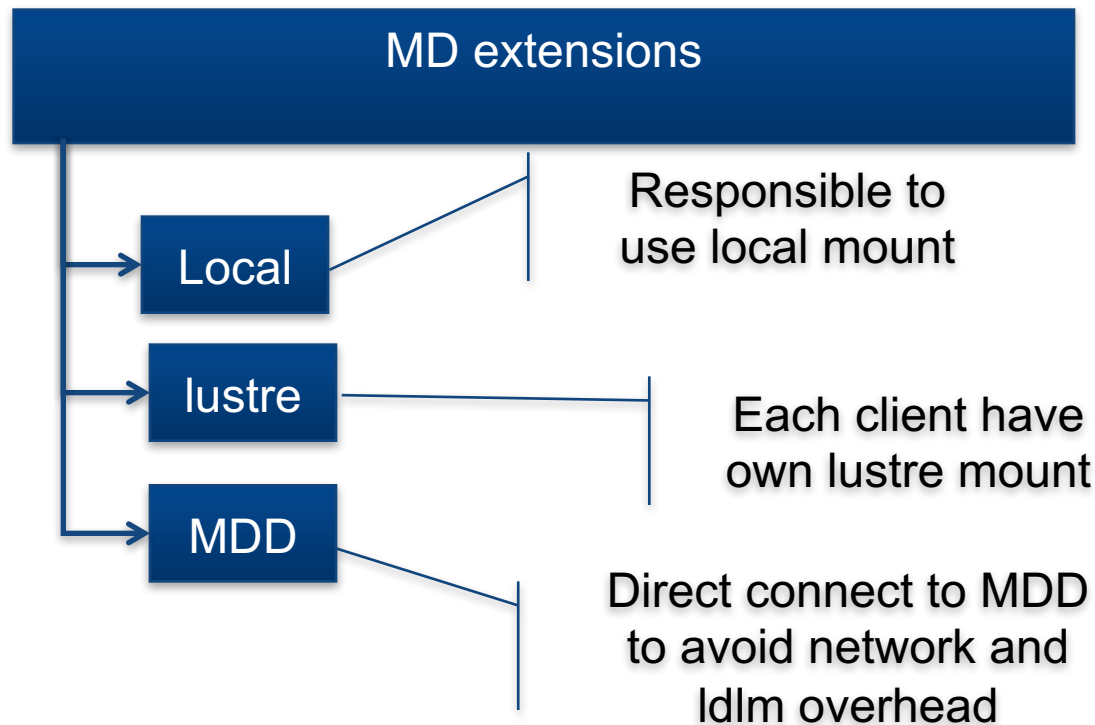 MD extensions
Local
Responsible to
use local mount
lustre
Each client have
own lustre mount
MDD
Direct connect to MDD
to avoid network and
ldlm overhead